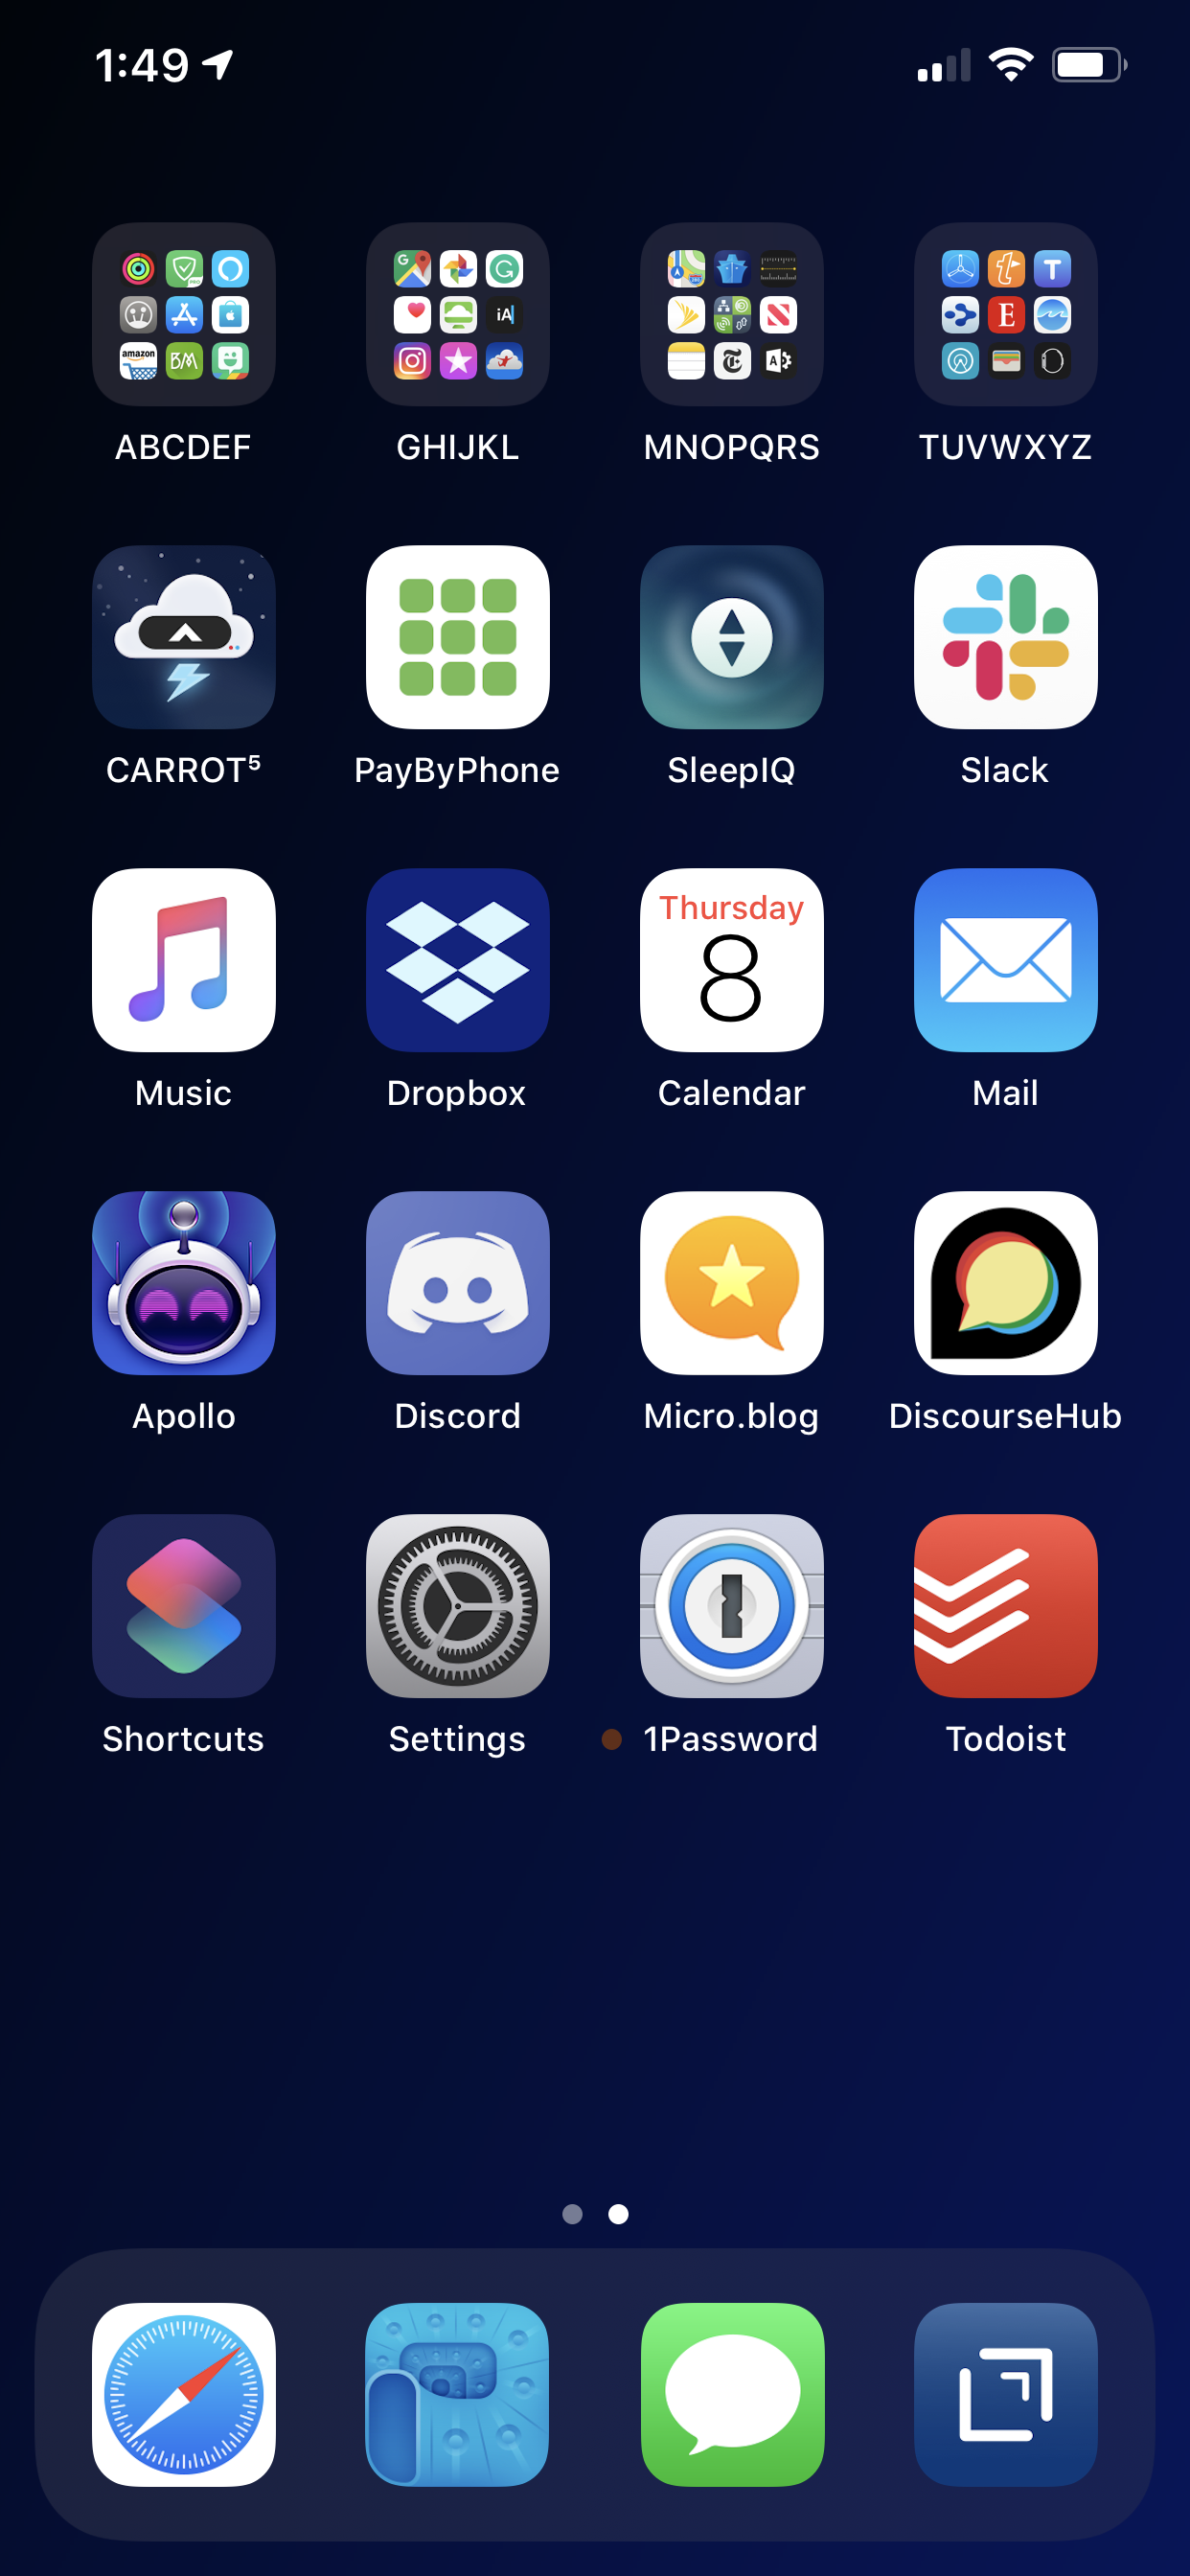 1:49
ABCDEF
GHIJKL
MNOPQRS
TUVWXYZ
CARROT⁵
PayByPhone
SleepIQ
Slack
Thursday
8
Music
Dropbox
Calendar
Mail
Apollo
Discord
Micro.blog
DiscourseHub
Shortcuts
Settings
1Password
Todoist